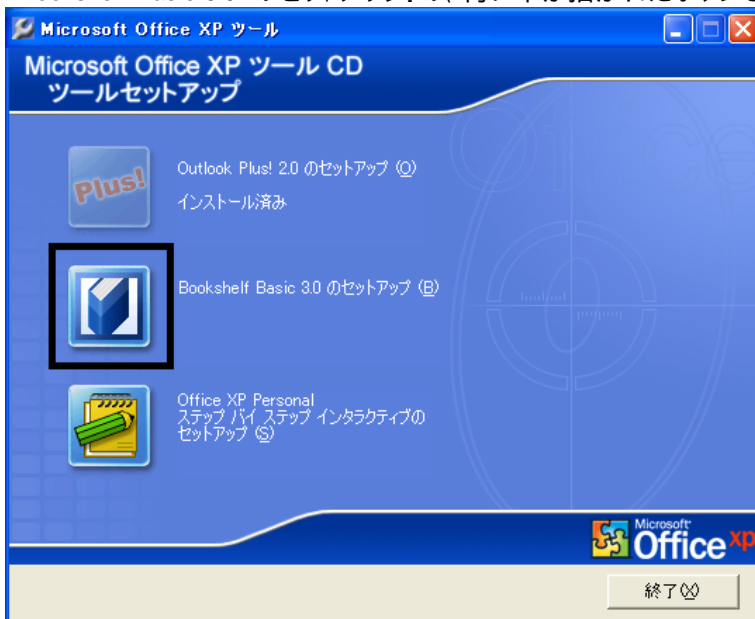 Microsoft Office XP ツール
Microsoft Office XP ツール CD
ツールセットアップ
Plus!
Outlook Plus! 2.0 のセットアップ (O)
インストール済み
Bookshelf Basic 3.0 のセットアップ (B)
Office XP Personal
ステップ バイ ステップ インタラクティブの
セットアップ (S)
Microsoft
Office xp
終了(X)